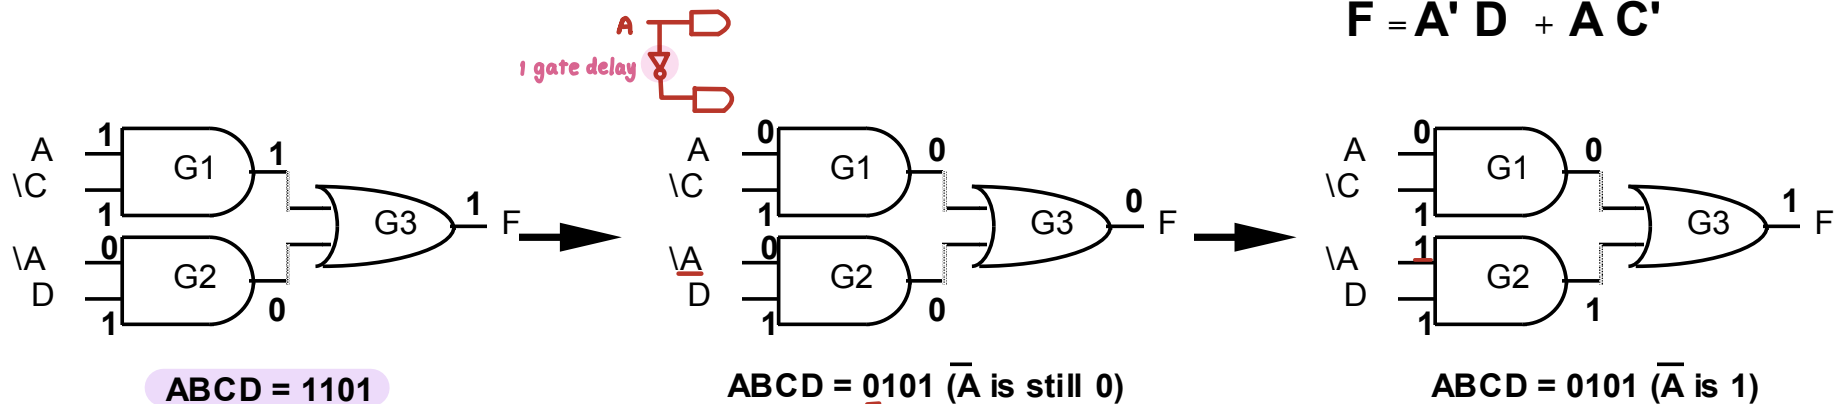 F = A' D + A C'
A
1 gate delay
A 1 G1 1
\C 1
\A 0 G2 0
D 1
G3 1 F
ABCD = 1101
A 0 G1 0
\C 1
\A 0 G2 0
D 1
G3 0 F
ABCD = 0101 (A̅ is still 0)
A 0 G1 0
\C 1
\A 1 G2 1
D 1
G3 1 F
ABCD = 0101 (A̅ is 1)